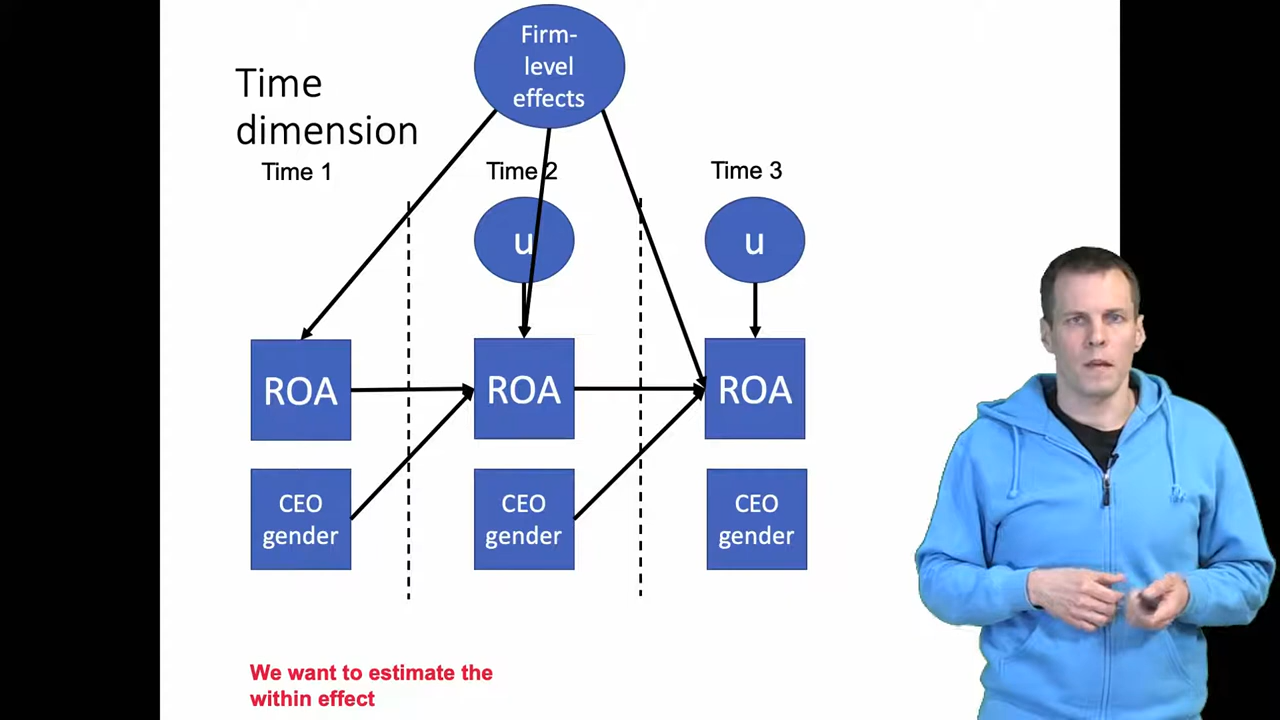 Firm-
level
effects
Time
dimension
Time 1
Time 2
Time 3
u
u
ROA
ROA
ROA
CEO
gender
CEO
gender
CEO
gender
We want to estimate the
within effect